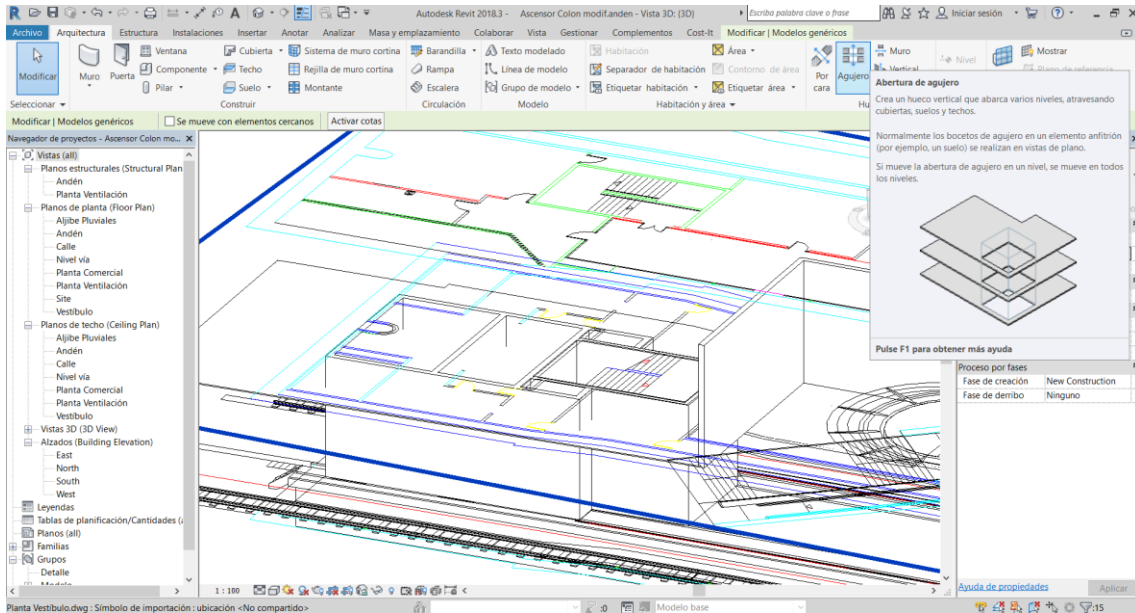 Autodesk Revit 2018.3 - Ascensor Colon modif.anden - Vista 3D: {3D}
Escriba palabra clave o frase
Iniciar sesión
Archivo Arquitectura Estructura Instalaciones Insertar Anotar Analizar Masa y emplazamiento Colaborar Vista Gestionar Complementos Cost-It Modificar | Modelos genéricos
Ventana Cubierta Sistema de muro cortina Barandilla Texto modelado Habitación Área Muro Mostrar
Modificar Muro Puerta Componente Techo Rejilla de muro cortina Rampa Línea de modelo Separador de habitación Contorno de área Por cara Agujero Vertical Nivel Plano de referencia
Pilar Suelo Montante Escalera Grupo de modelo Etiquetar habitación Etiquetar área
Seleccionar Construir Circulación Modelo Habitación y área Hu
Modificar | Modelos genéricos Se mueve con elementos cercanos Activar cotas
Navegador de proyectos - Ascensor Colon mo...
Vistas (all)
Planos estructurales (Structural Plan
Andén
Planta Ventilación
Planos de planta (Floor Plan)
Aljibe Pluviales
Andén
Calle
Nivel vía
Planta Comercial
Site
Vestíbulo
Planos de techo (Ceiling Plan)
Aljibe Pluviales
Andén
Calle
Nivel vía
Planta Comercial
Planta Ventilación
Vestíbulo
Vistas 3D (3D View)
Alzados (Building Elevation)
East
North
South
West
Leyendas
Tablas de planificación/Cantidades (
Planos (all)
Familias
Grupos
Detalle
Modelo
Abertura de agujero
Crea un hueco vertical que abarca varios niveles, atravesando
cubiertas, suelos y techos.
Normalmente los bocetos de agujero en un elemento anfitrión
(por ejemplo, un suelo) se realizan en vistas de plano.
Si mueve la abertura de agujero en un nivel, se mueve en todos
los niveles.
Pulse F1 para obtener más ayuda
Proceso por fases
Fase de creación New Construction
Fase de derribo Ninguno
Ayuda de propiedades Aplicar
1 : 100
Planta Vestíbulo.dwg : Símbolo de importación : ubicación <No compartido> :0 Modelo base :15